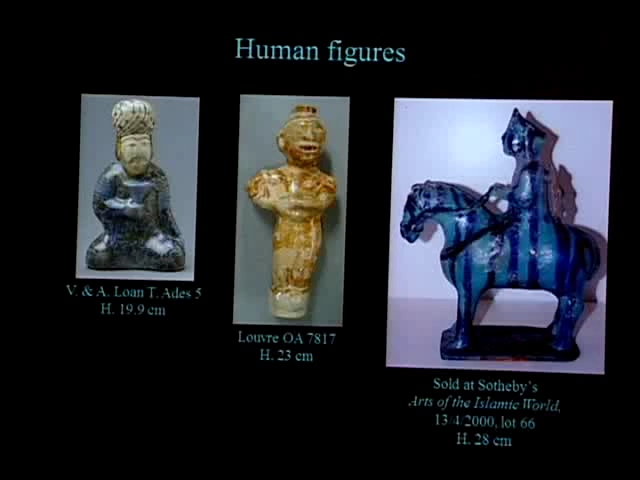 Human figures
V. & A. Loan T. Ades 5
H. 19.9 cm
Louvre OA 7817
H. 23 cm
Sold at Sotheby's
Arts of the Islamic World,
13/4/2000, lot 66
H. 28 cm